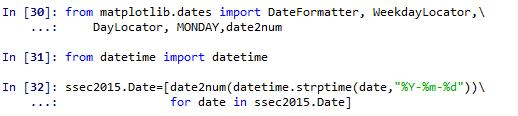 In [30]: from matplotlib.dates import DateFormatter, WeekdayLocator,\
    ...:     DayLocator, MONDAY,date2num
In [31]: from datetime import datetime
In [32]: ssec2015.Date=[date2num(datetime.strptime(date,"%Y-%m-%d"))\
    ...:                for date in ssec2015.Date]